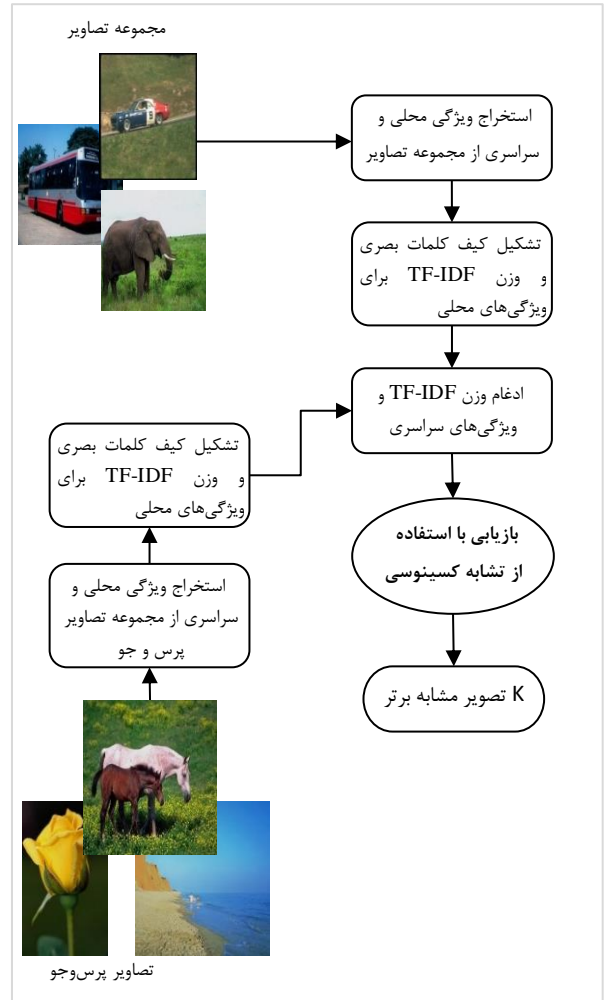 مجموعه تصاویر
استخراج ویژگی محلی و
سراسری از مجموعه تصاویر
تشکیل کیف کلمات بصری
و وزن TF-IDF برای
ویژگی‌های محلی
ادغام وزن TF-IDF و
ویژگی‌های سراسری
تشکیل کیف کلمات بصری
و وزن TF-IDF برای
ویژگی‌های محلی
بازیابی با استفاده
از تشابه کسینوسی
استخراج ویژگی محلی و
سراسری از مجموعه تصاویر
پرس و جو
K تصویر مشابه برتر
تصاویر پرس‌وجو